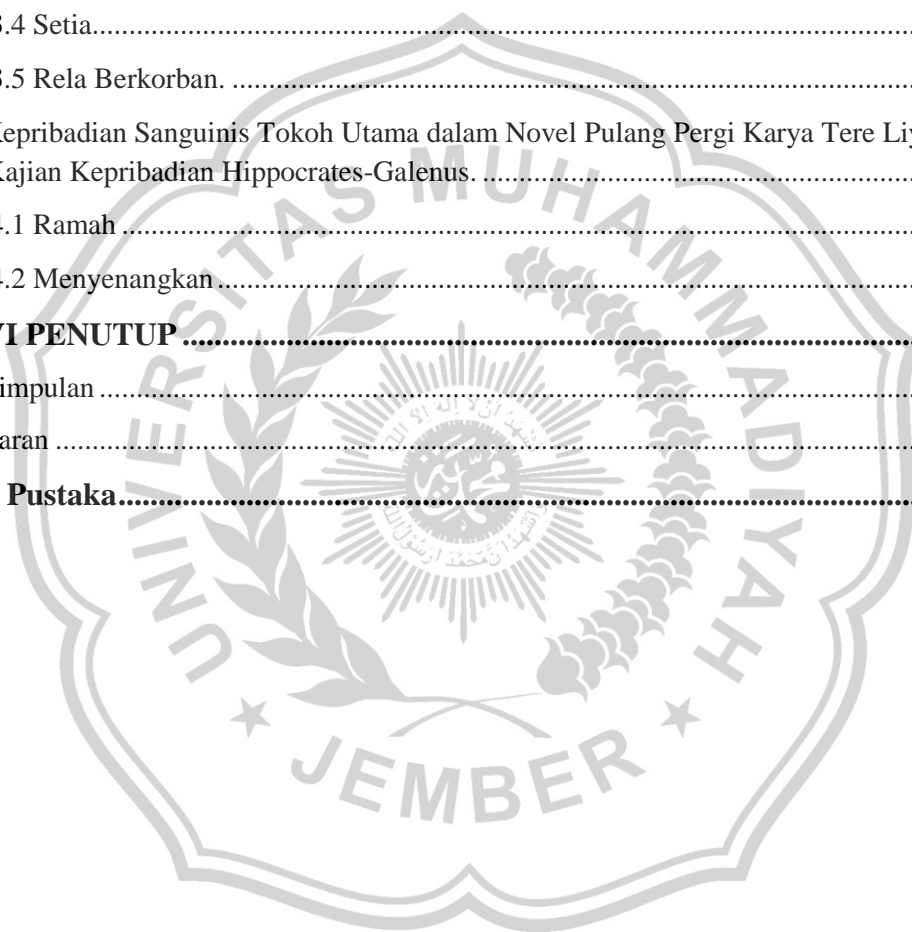 3.4 Setia
3.5 Rela Berkorban.
Kepribadian Sanguinis Tokoh Utama dalam Novel Pulang Pergi Karya Tere Liy
Kajian Kepribadian Hippocrates-Galenus.
4.1 Ramah
4.2 Menyenangkan
VI PENUTUP
impulan
aran
Pustaka
UNIVERSITAS MUHAMMADIYAH
JEMBER